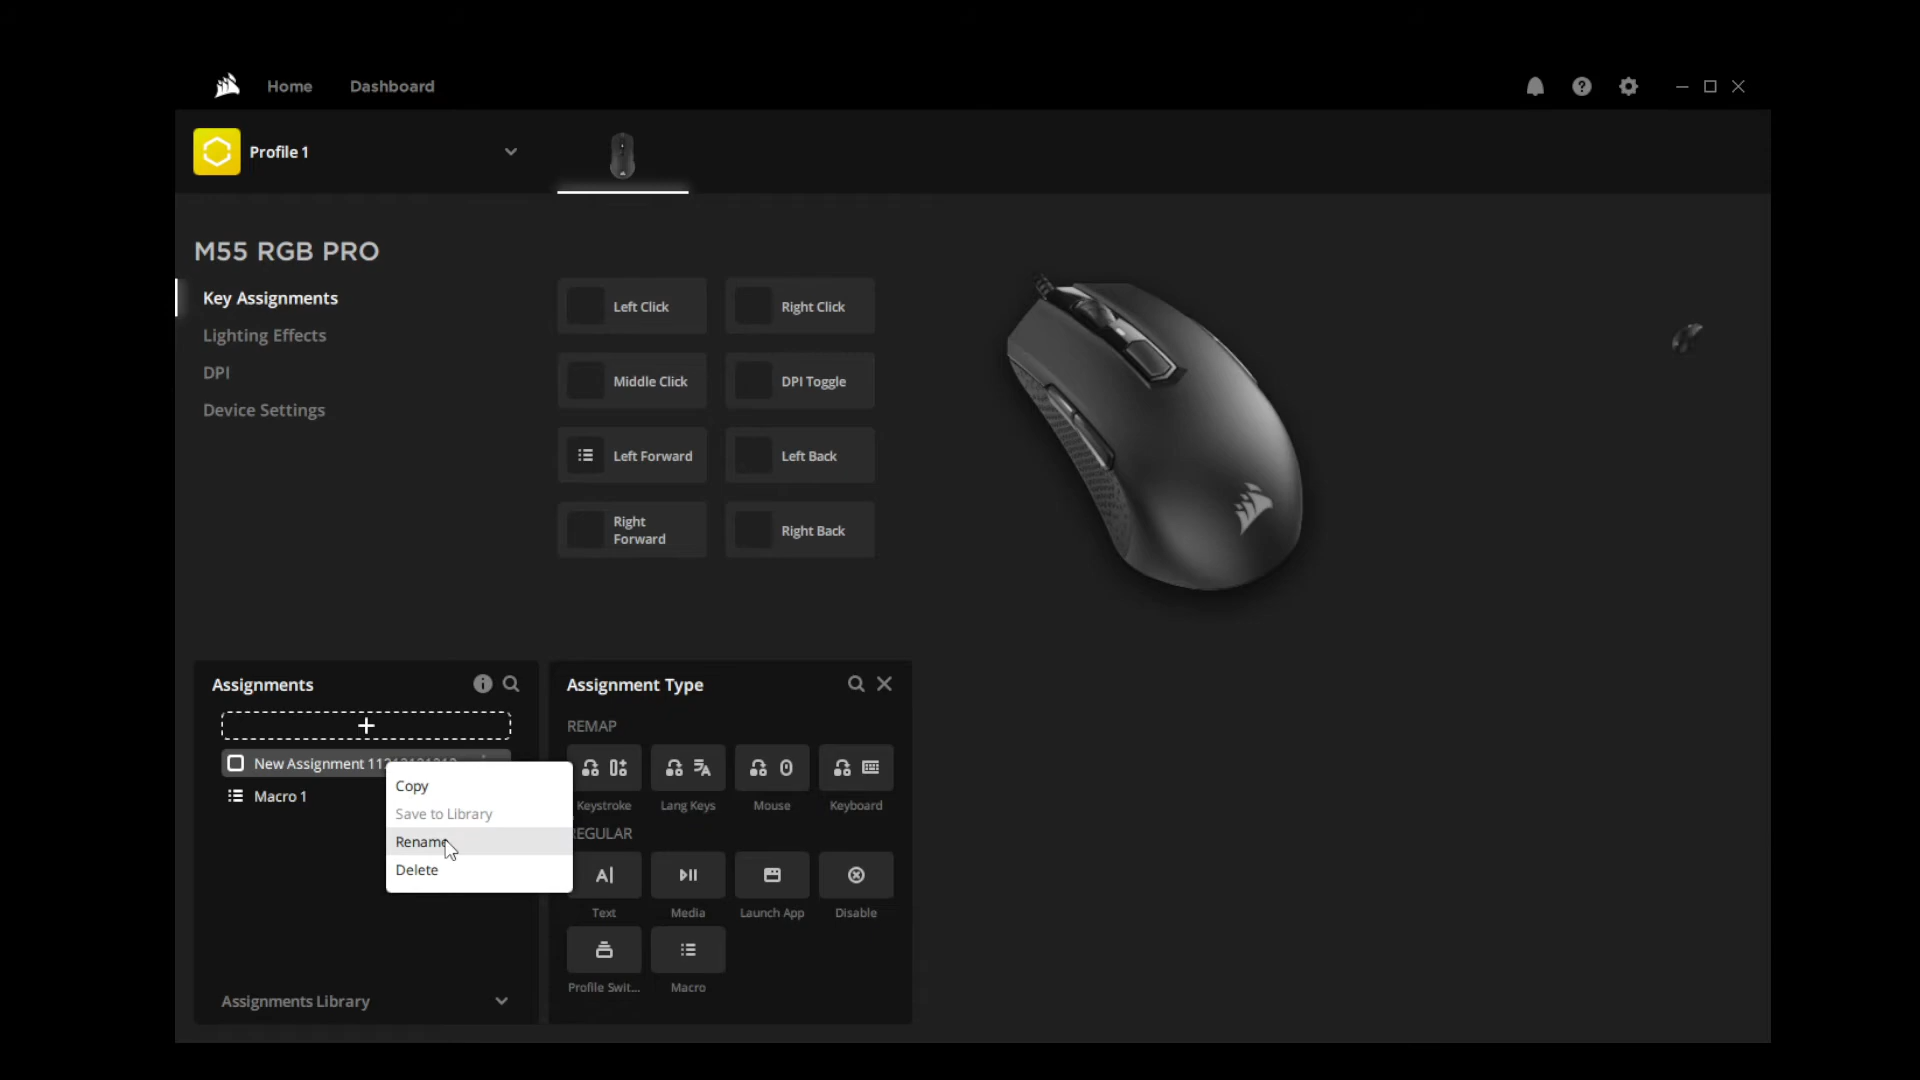 Home Dashboard
Profile 1
M55 RGB PRO
Key Assignments
Lighting Effects
DPI
Device Settings
Left Click
Right Click
Middle Click
DPI Toggle
Left Forward
Left Back
Right
Forward
Right Back
Assignments
New Assignment
Macro 1
Copy
Save to Library
Rename
Delete
Assignments Library
Assignment Type
REMAP
Keystroke
Lang Keys
Mouse
Keyboard
REGULAR
Text
Media
Launch App
Disable
Profile Swit...
Macro